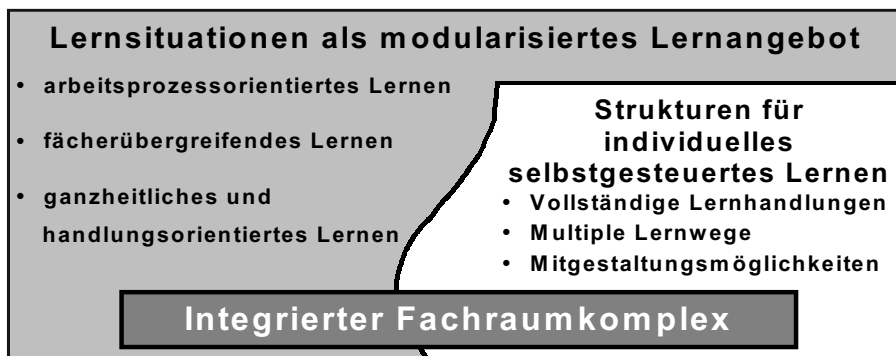 Lernsituationen als modularisiertes Lernangebot
• arbeitsprozessorientiertes Lernen
• fächerübergreifendes Lernen
• ganzheitliches und
handlungsorientiertes Lernen
Strukturen für
individuelles
selbstgesteuertes Lernen
• Vollständige Lernhandlungen
• Multiple Lernwege
• Mitgestaltungsmöglichkeiten
Integrierter Fachraumkomplex